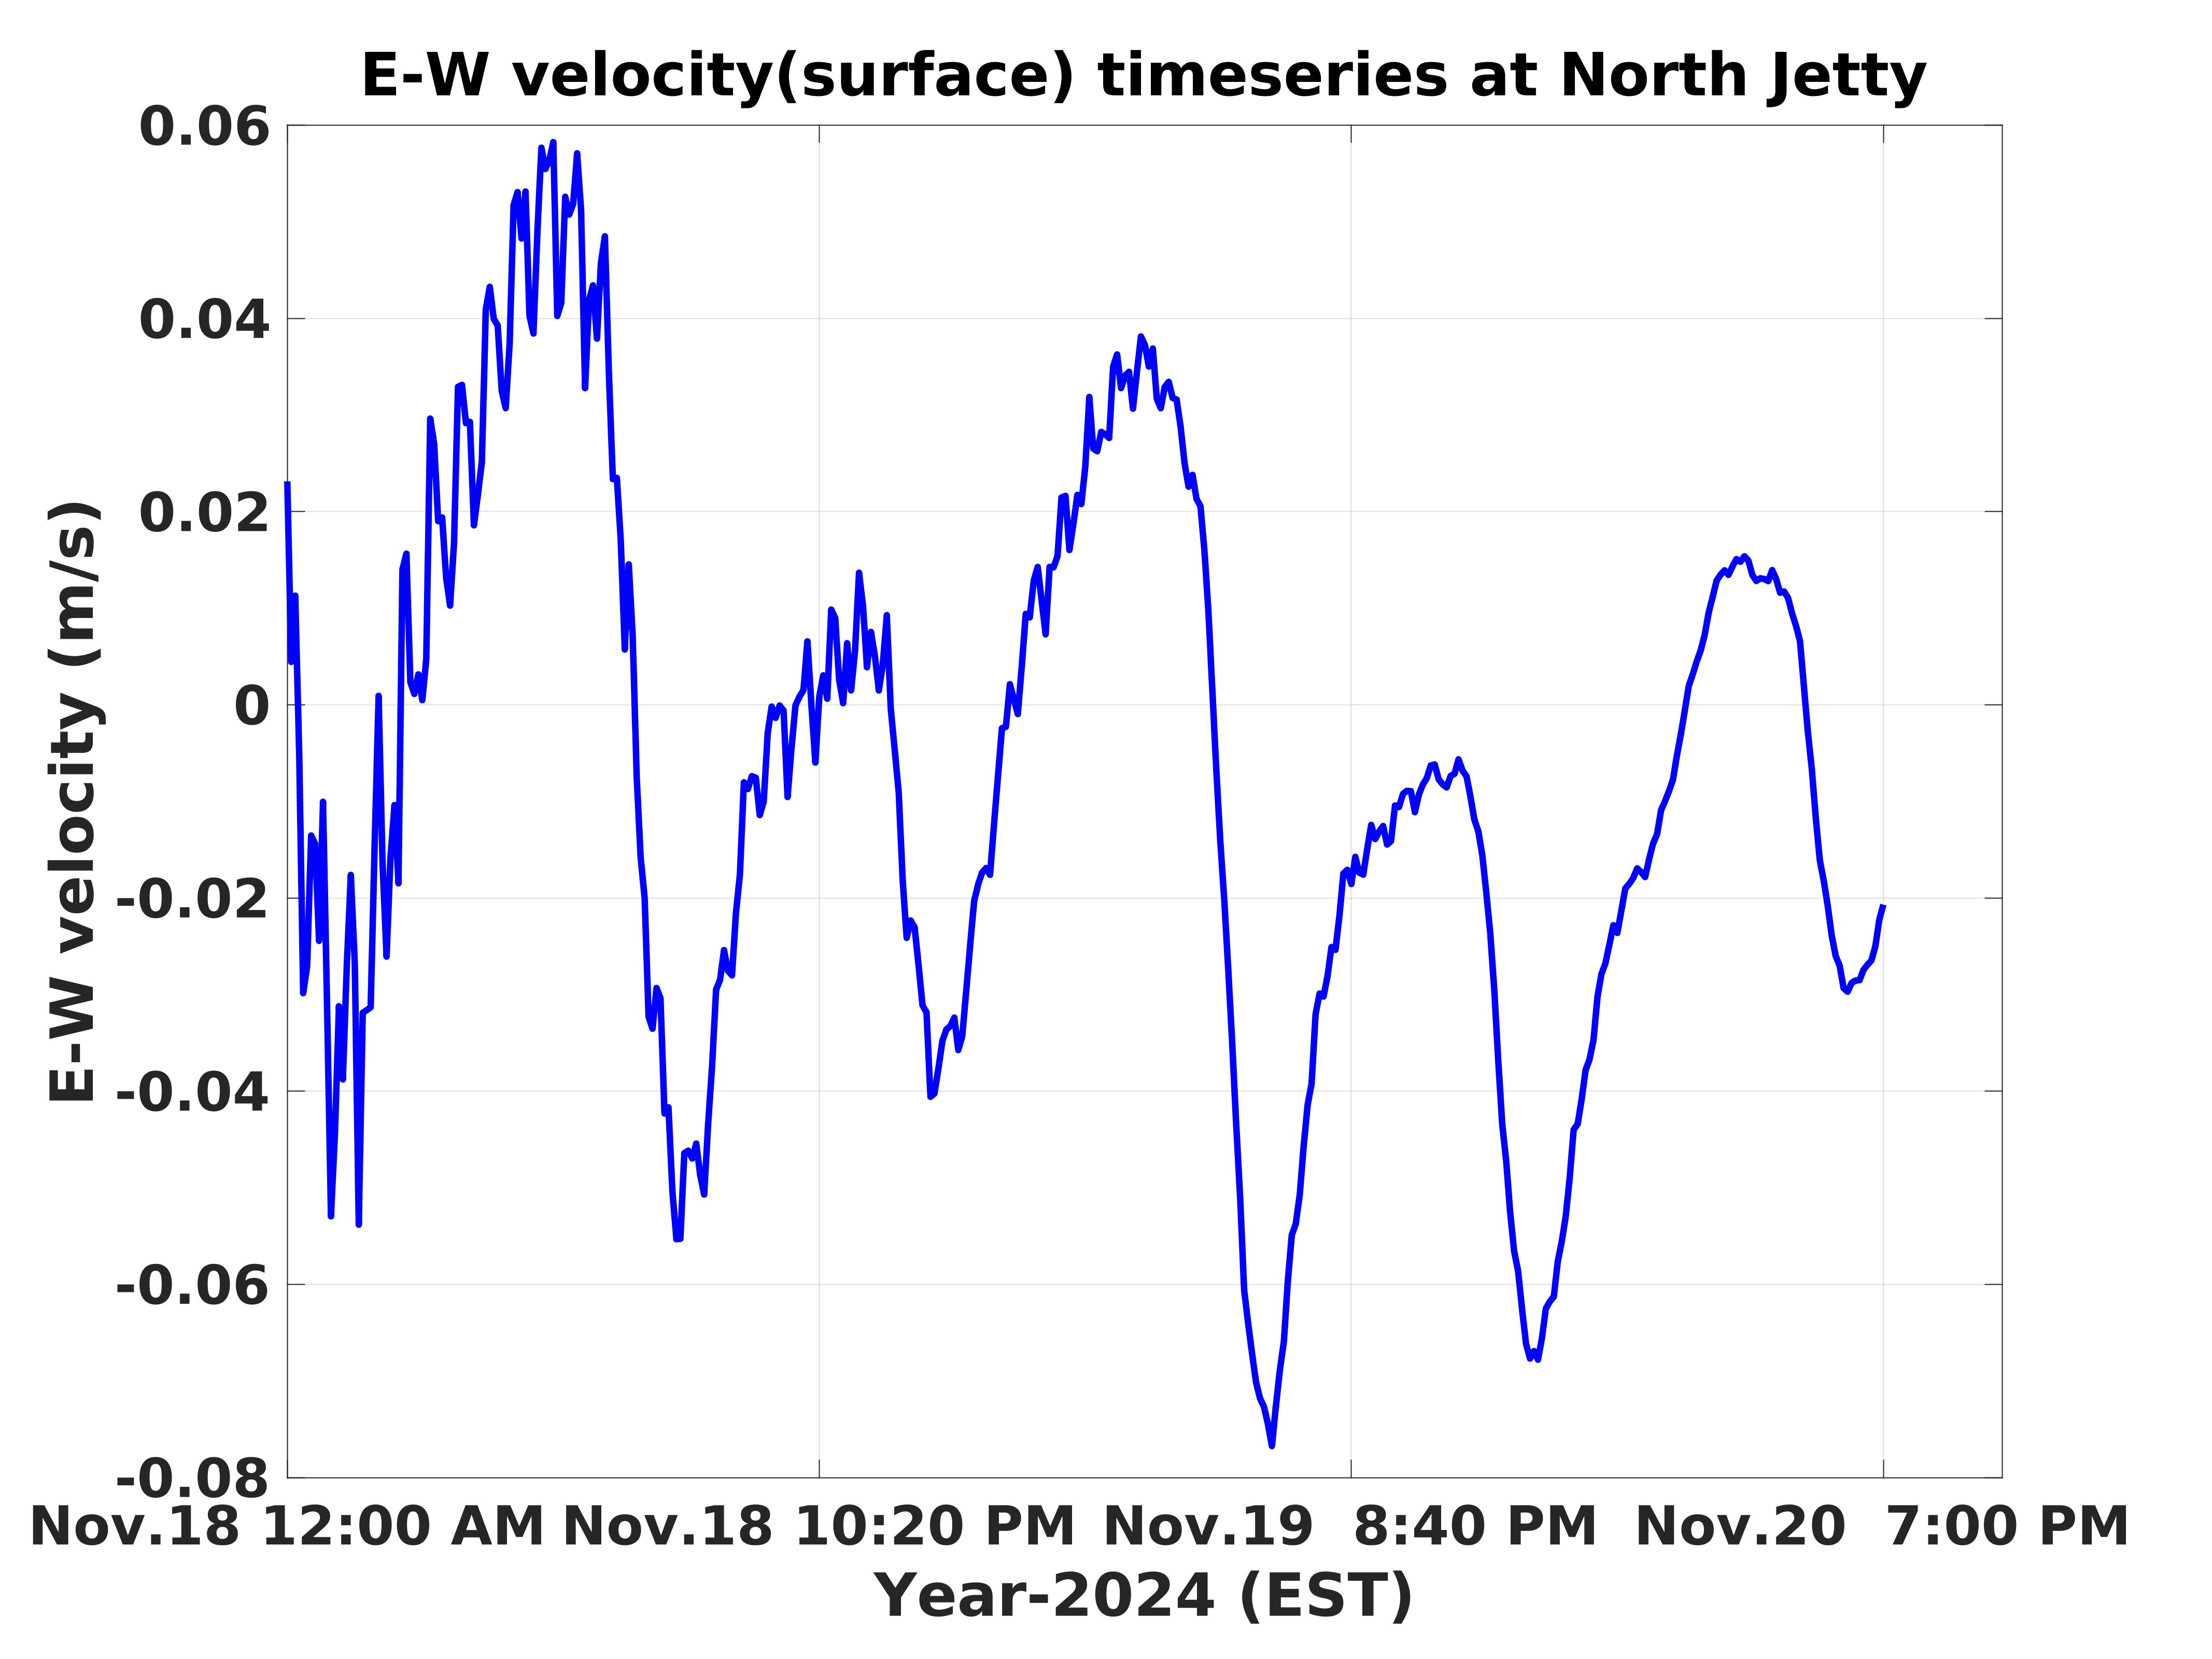 E-W velocity(surface) timeseries at North Jetty
0.06
0.04
0.02
0
-0.02
-0.04
-0.06
-0.08
E-W velocity (m/s)
Nov.18 12:00 AM Nov.18 10:20 PM Nov.19 8:40 PM Nov.20 7:00 PM
Year-2024 (EST)